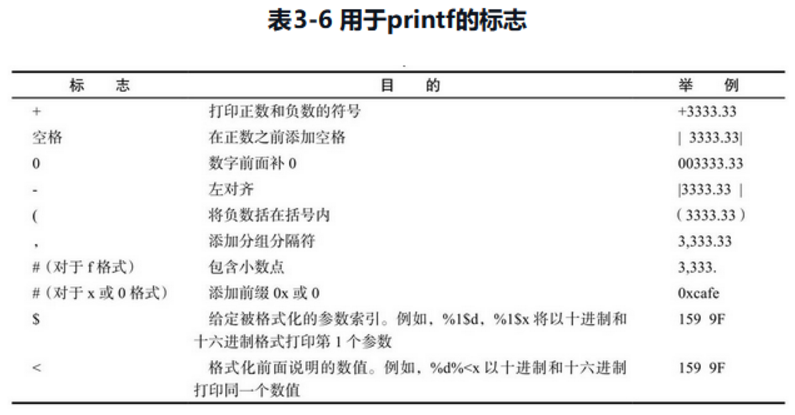 表3-6 用于printf的标志
标 志 目 的 举 例
+ 打印正数和负数的符号 +3333.33
空格 在正数之前添加空格 | 3333.33|
0 数字前面补 0 003333.33
- 左对齐 |3333.33 |
( 将负数括在括号内 (3333.33)
, 添加分组分隔符 3,333.33
#(对于 f 格式) 包含小数点 3,333.
#(对于 x 或 0 格式) 添加前缀 0x 或 0 0xcafe
$ 给定被格式化的参数索引。例如，%1$d，%1$x 将以十进制和 159 9F
十六进制格式打印第 1 个参数
< 格式化前面说明的数值。例如，%d%<x 以十进制和十六进制 159 9F
打印同一个数值